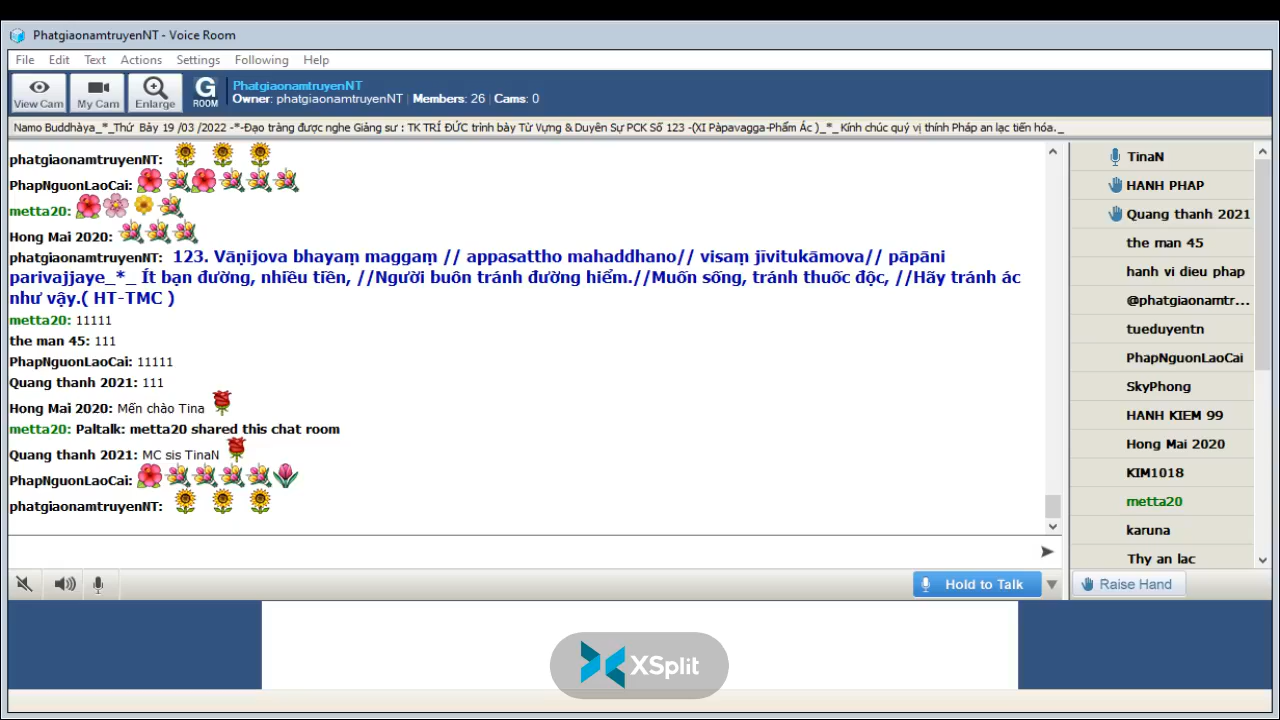 PhatgiaonamtruyenNT - Voice Room
File Edit Text Actions Settings Following Help
View Cam My Cam Enlarge G ROOM
PhatgiaonamtruyenNT
Owner: phatgiaonamtruyenNT | Members: 26 | Cams: 0
Namo Buddhàya_*_Thứ Bảy 19 /03 /2022 -*-Đạo tràng được nghe Giảng sư : TK TRÍ ĐỨC trình bày Từ Vựng & Duyên Sự PCK Số 123 -(XI Pàpavagga-Phẩm Ác )_*_ Kính chúc quý vị thính Pháp an lạc tiến hóa._
phatgiaonamtruyenNT:
PhapNguonLaoCai:
metta20:
Hong Mai 2020:
phatgiaonamtruyenNT: 123. Vāṇijova bhayaṃ maggaṃ // appasattho mahaddhano// visaṃ jīvitukāmova// pāpāni
parivajjaye_*_ Ít bạn đường, nhiều tiền, //Người buôn tránh đường hiểm.//Muốn sống, tránh thuốc độc, //Hãy tránh ác
như vậy.( HT-TMC )
metta20: 11111
the man 45: 111
PhapNguonLaoCai: 11111
Quang thanh 2021: 111
Hong Mai 2020: Mến chào Tina
metta20: Paltalk: metta20 shared this chat room
Quang thanh 2021: MC sis TinaN
PhapNguonLaoCai:
phatgiaonamtruyenNT:
TinaN
HANH PHAP
Quang thanh 2021
the man 45
hanh vi dieu phap
@phatgiaonamtr...
tueduyentn
PhapNguonLaoCai
SkyPhong
HANH KIEM 99
Hong Mai 2020
KIM1018
metta20
karuna
Thy an lac
Hold to Talk
Raise Hand
XSplit